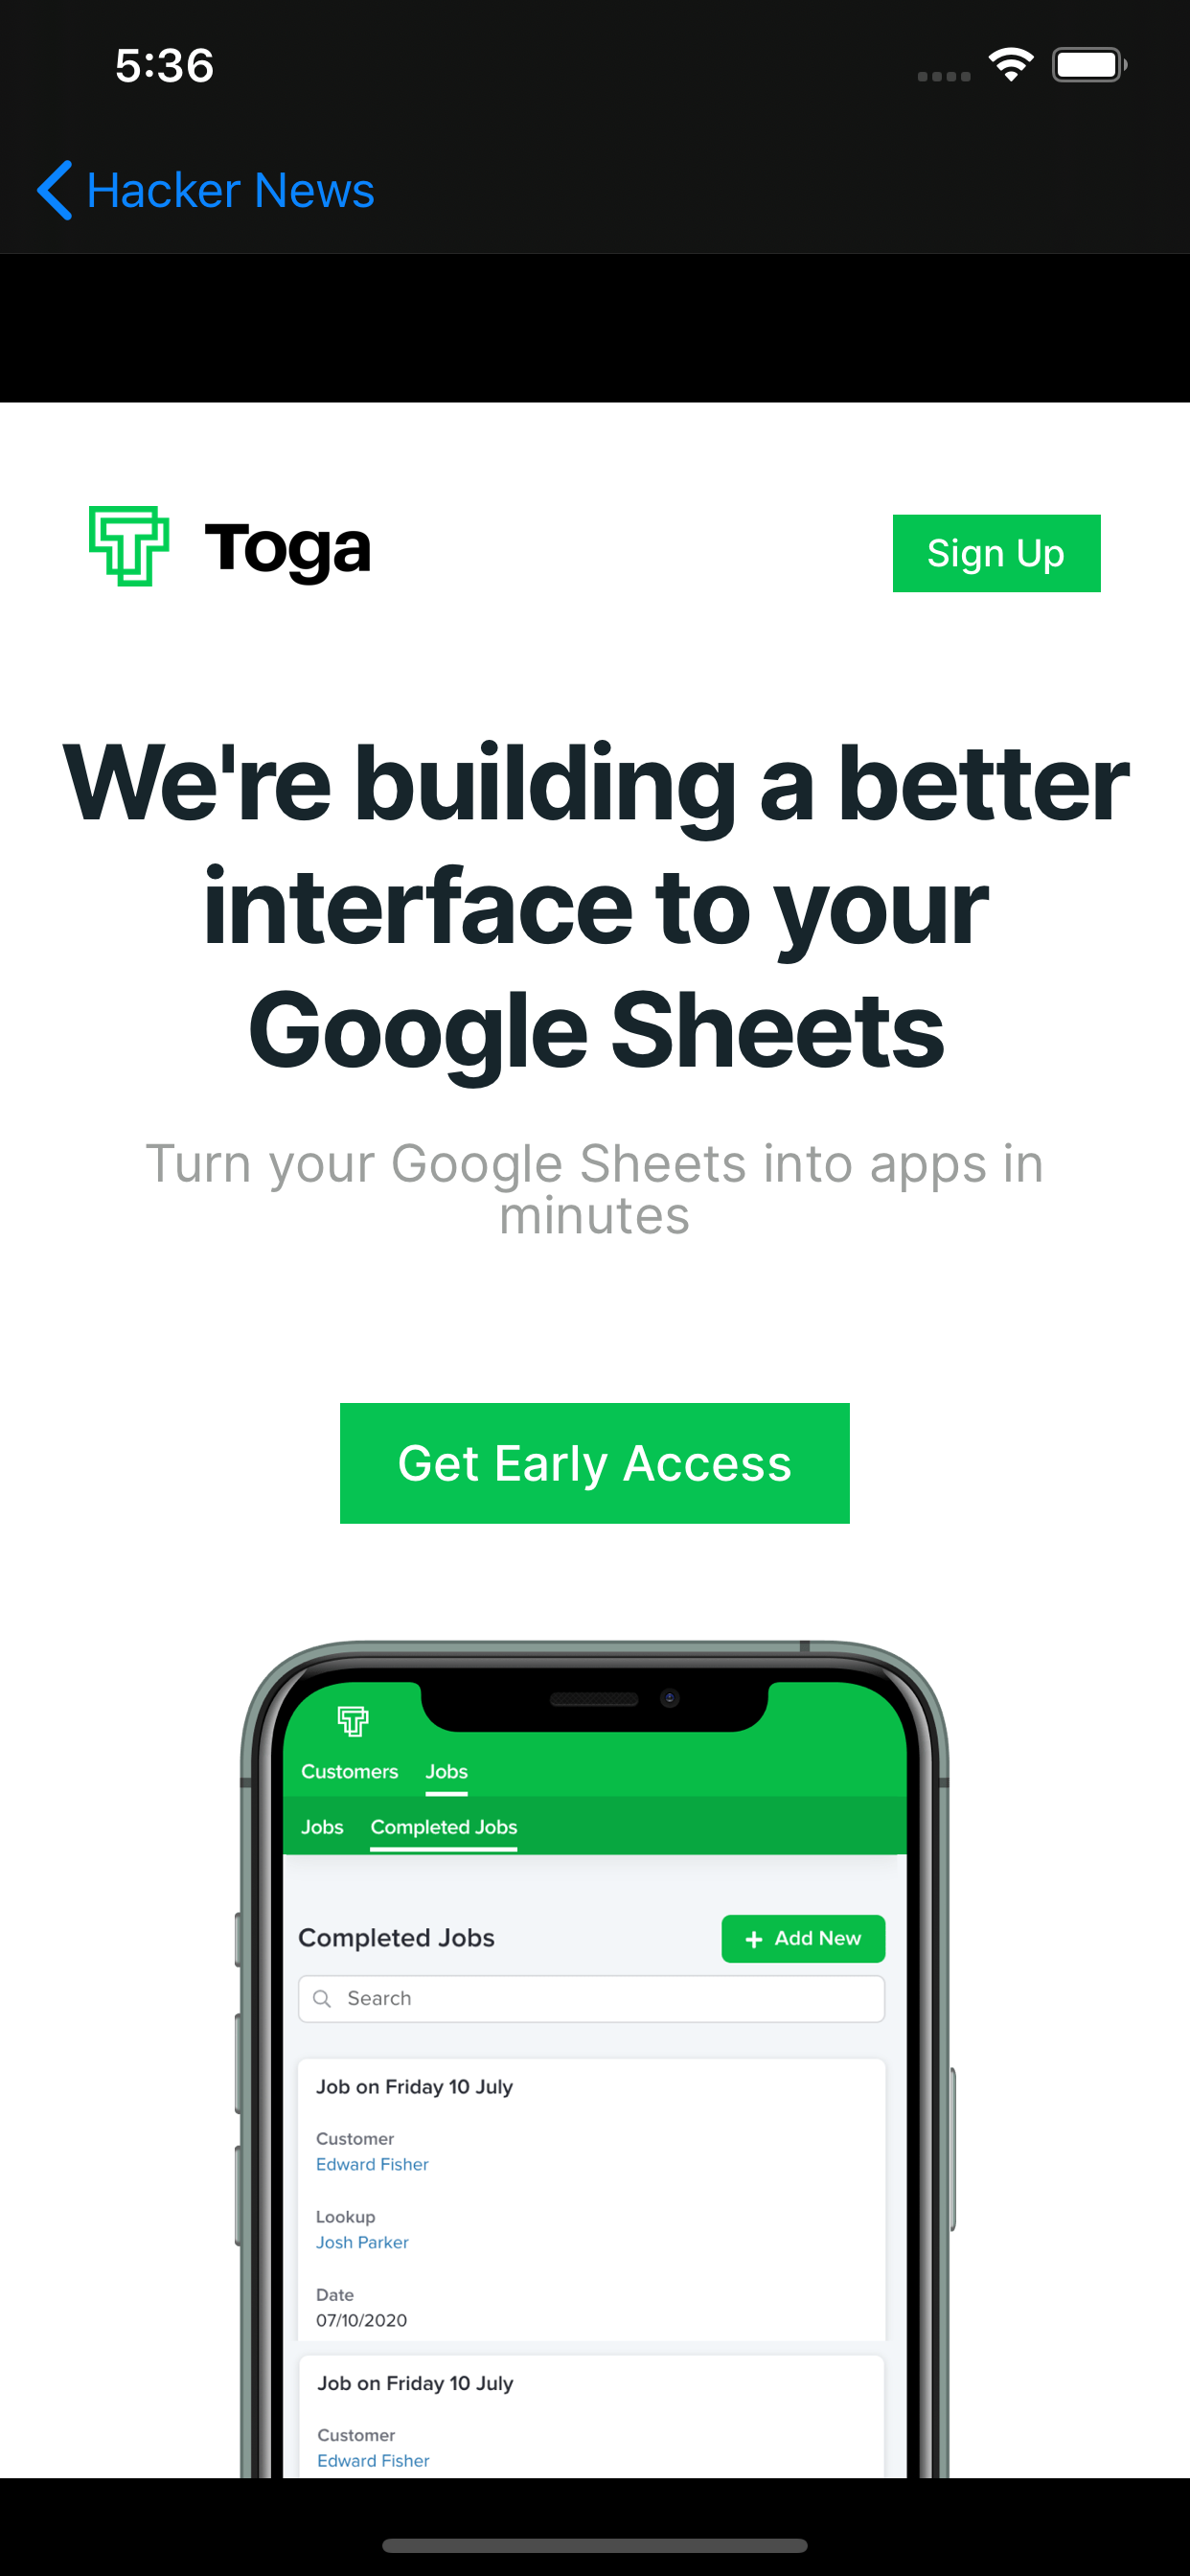 5:36
Hacker News
Toga
Sign Up
We're building a better
interface to your
Google Sheets
Turn your Google Sheets into apps in
minutes
Get Early Access
Customers Jobs
Jobs Completed Jobs
Completed Jobs
+ Add New
Search
Job on Friday 10 July
Customer
Edward Fisher
Lookup
Josh Parker
Date
07/10/2020
Job on Friday 10 July
Customer
Edward Fisher